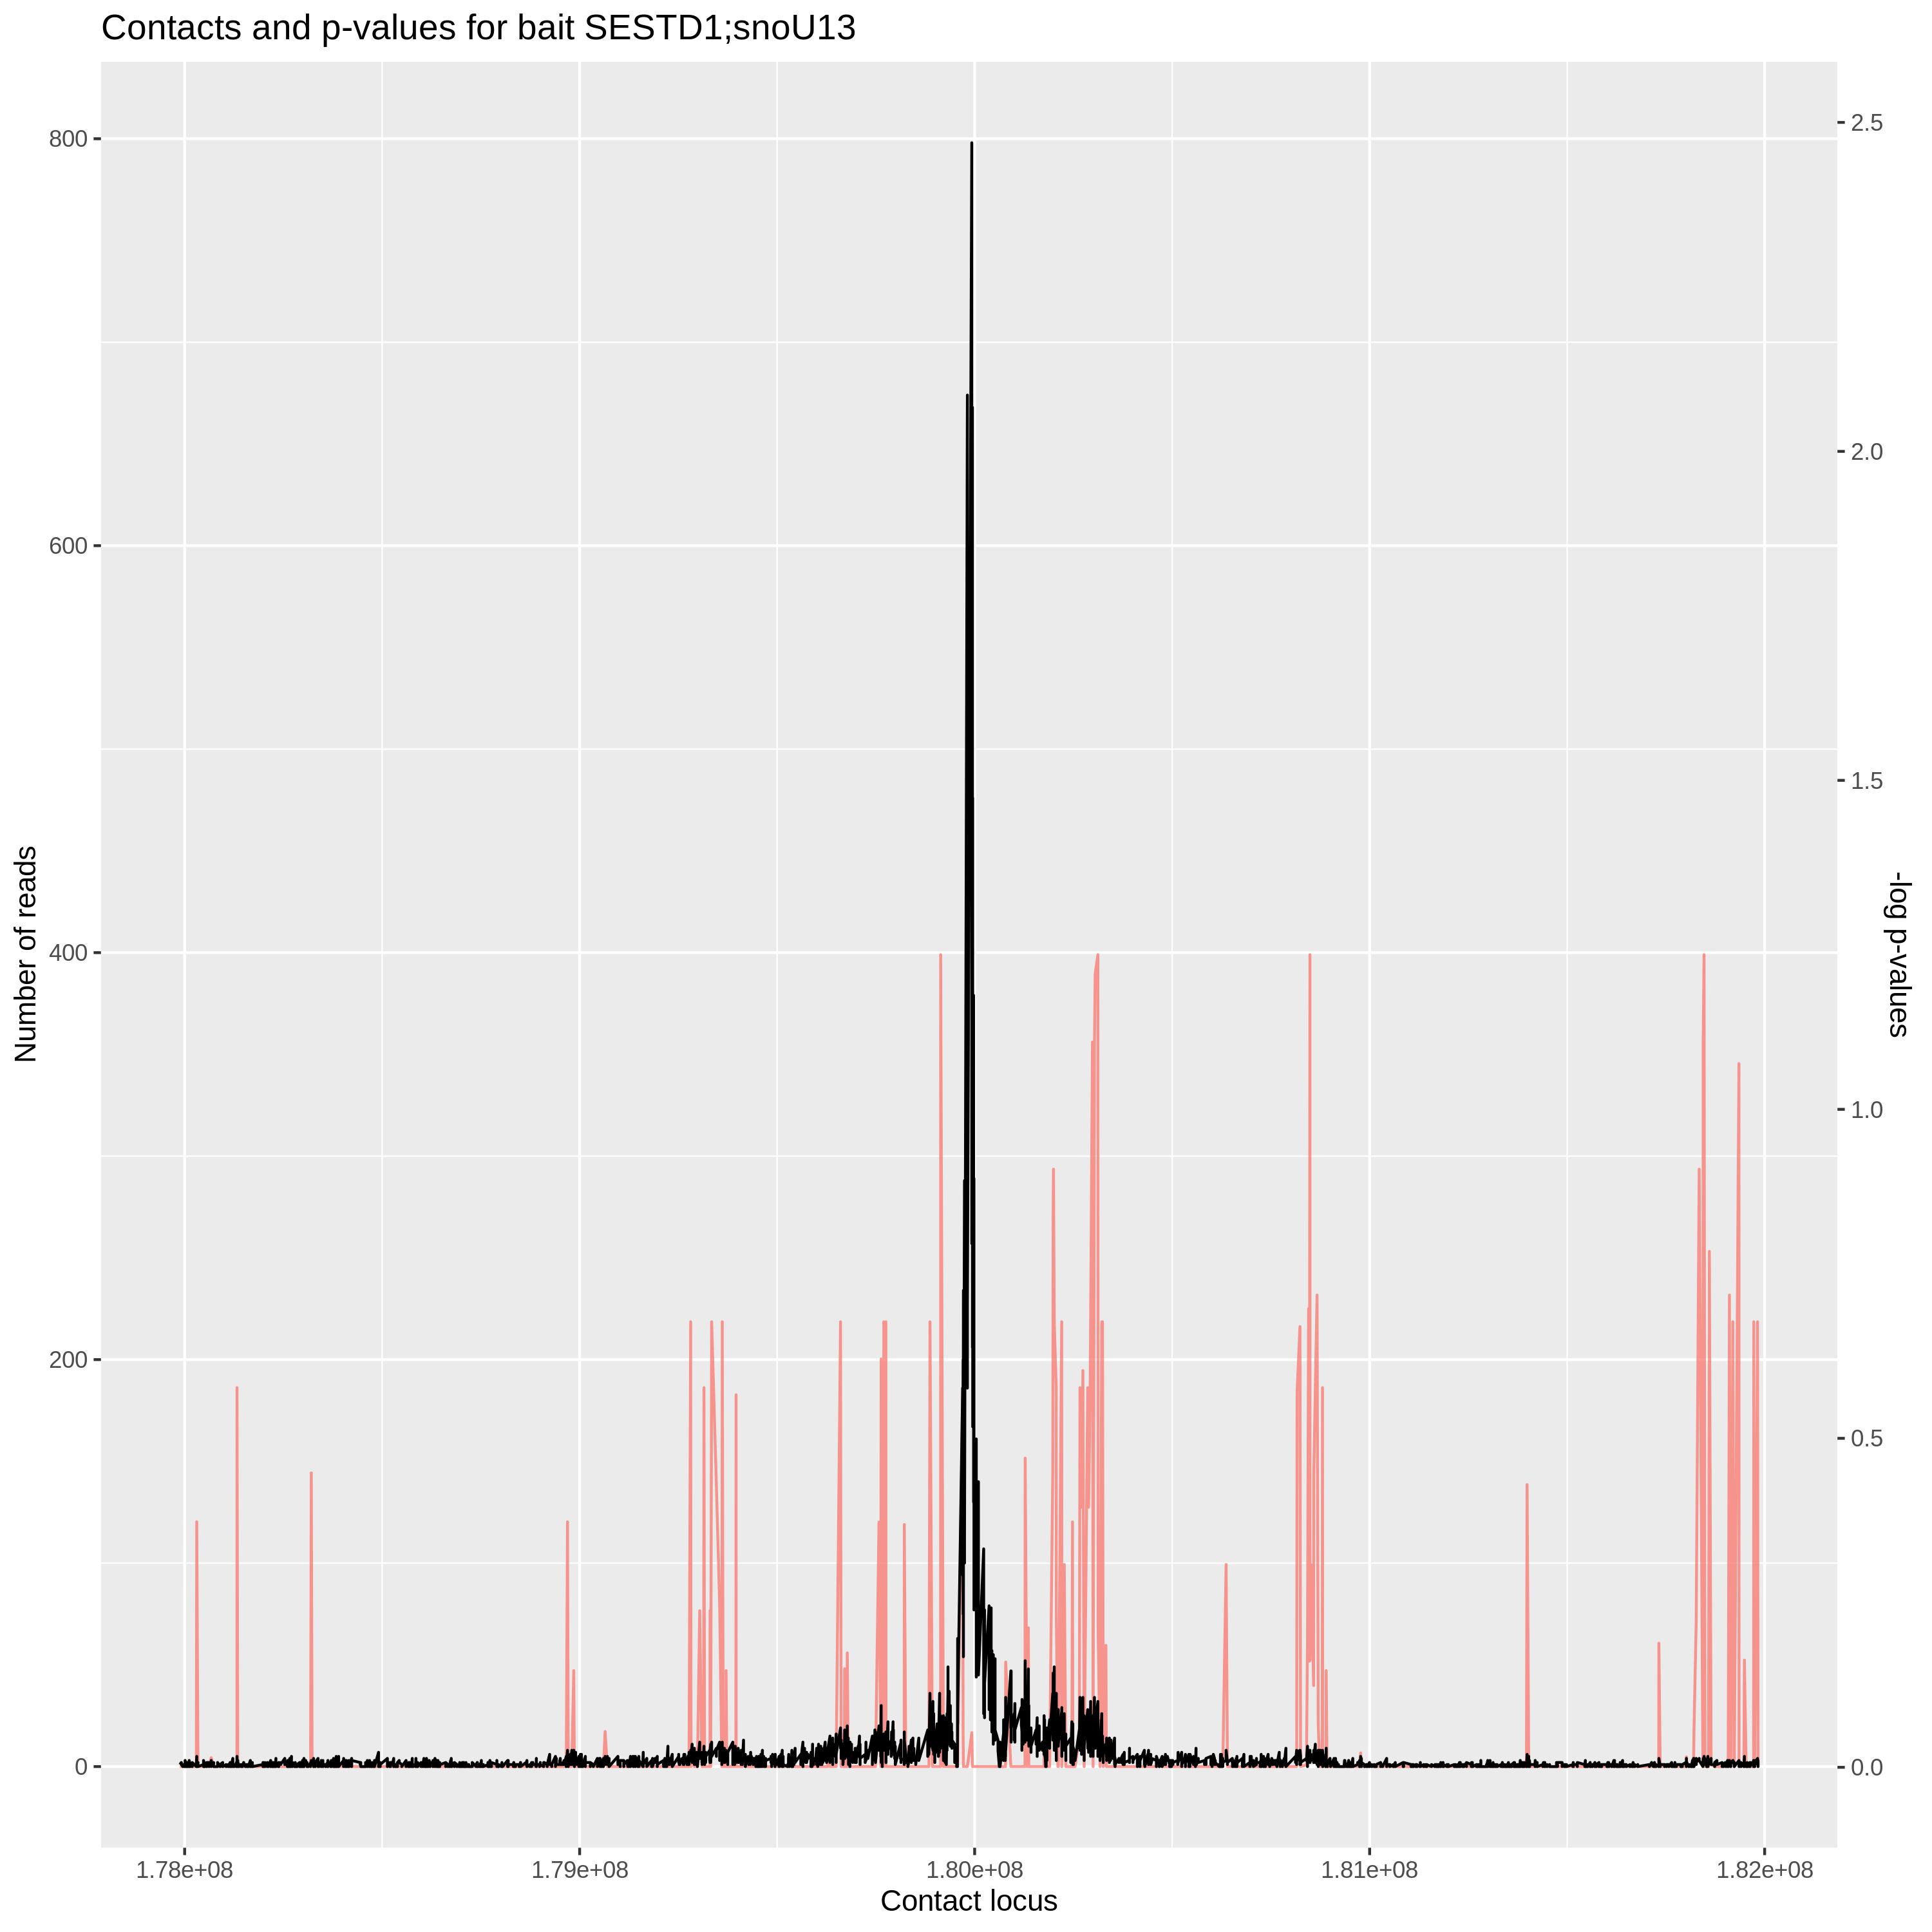 Contacts and p-values for bait SESTD1;snoU13
800
600
400
200
0
Number of reads
2.5
2.0
1.5
1.0
0.5
0.0
-log p-values
1.78e+08 1.79e+08 1.80e+08 1.81e+08 1.82e+08
Contact locus